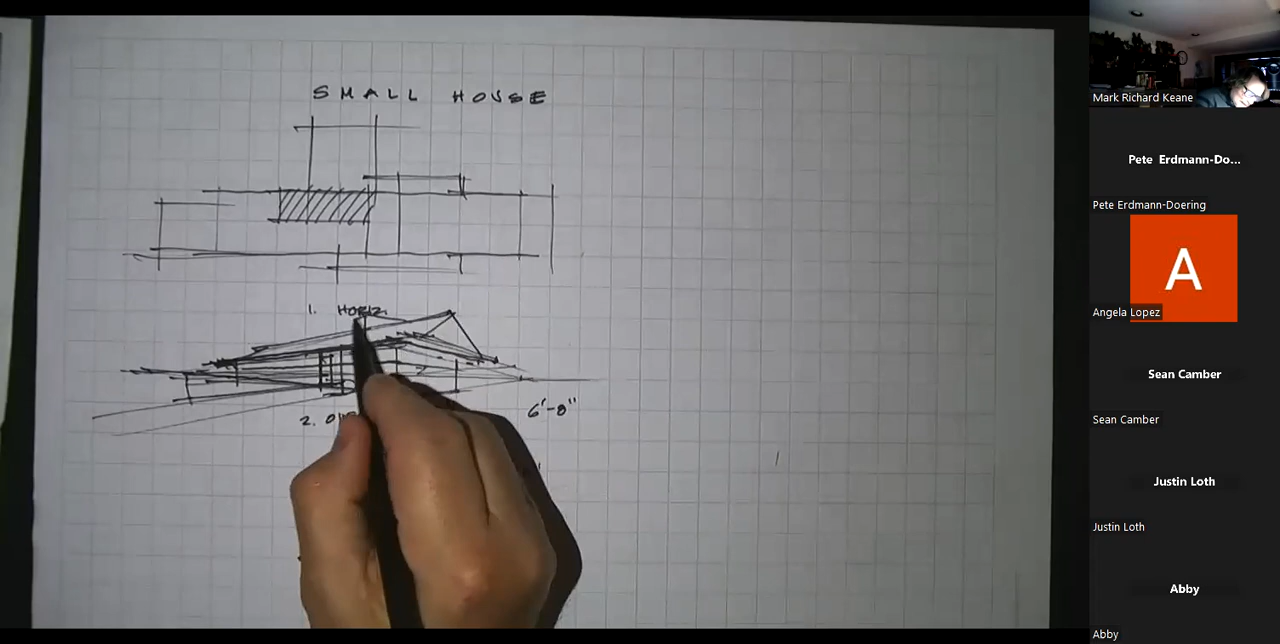 SMALL HOUSE
1. HORIZ.
2.
6'-8"
Mark Richard Keane
Pete Erdmann-Do...
Pete Erdmann-Doering
A
Angela Lopez
Sean Camber
Sean Camber
Justin Loth
Justin Loth
Abby
Abby